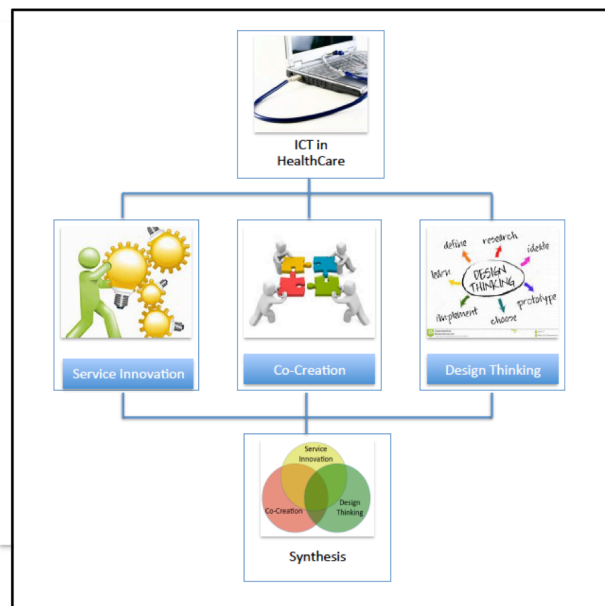 ICT in
HealthCare
define
research
ideate
learn
DESIGN
THINKING
prototype
implement
choose
Service Innovation
Co-Creation
Design Thinking
Service
Innovation
Co-Creation
Design
Thinking
Synthesis